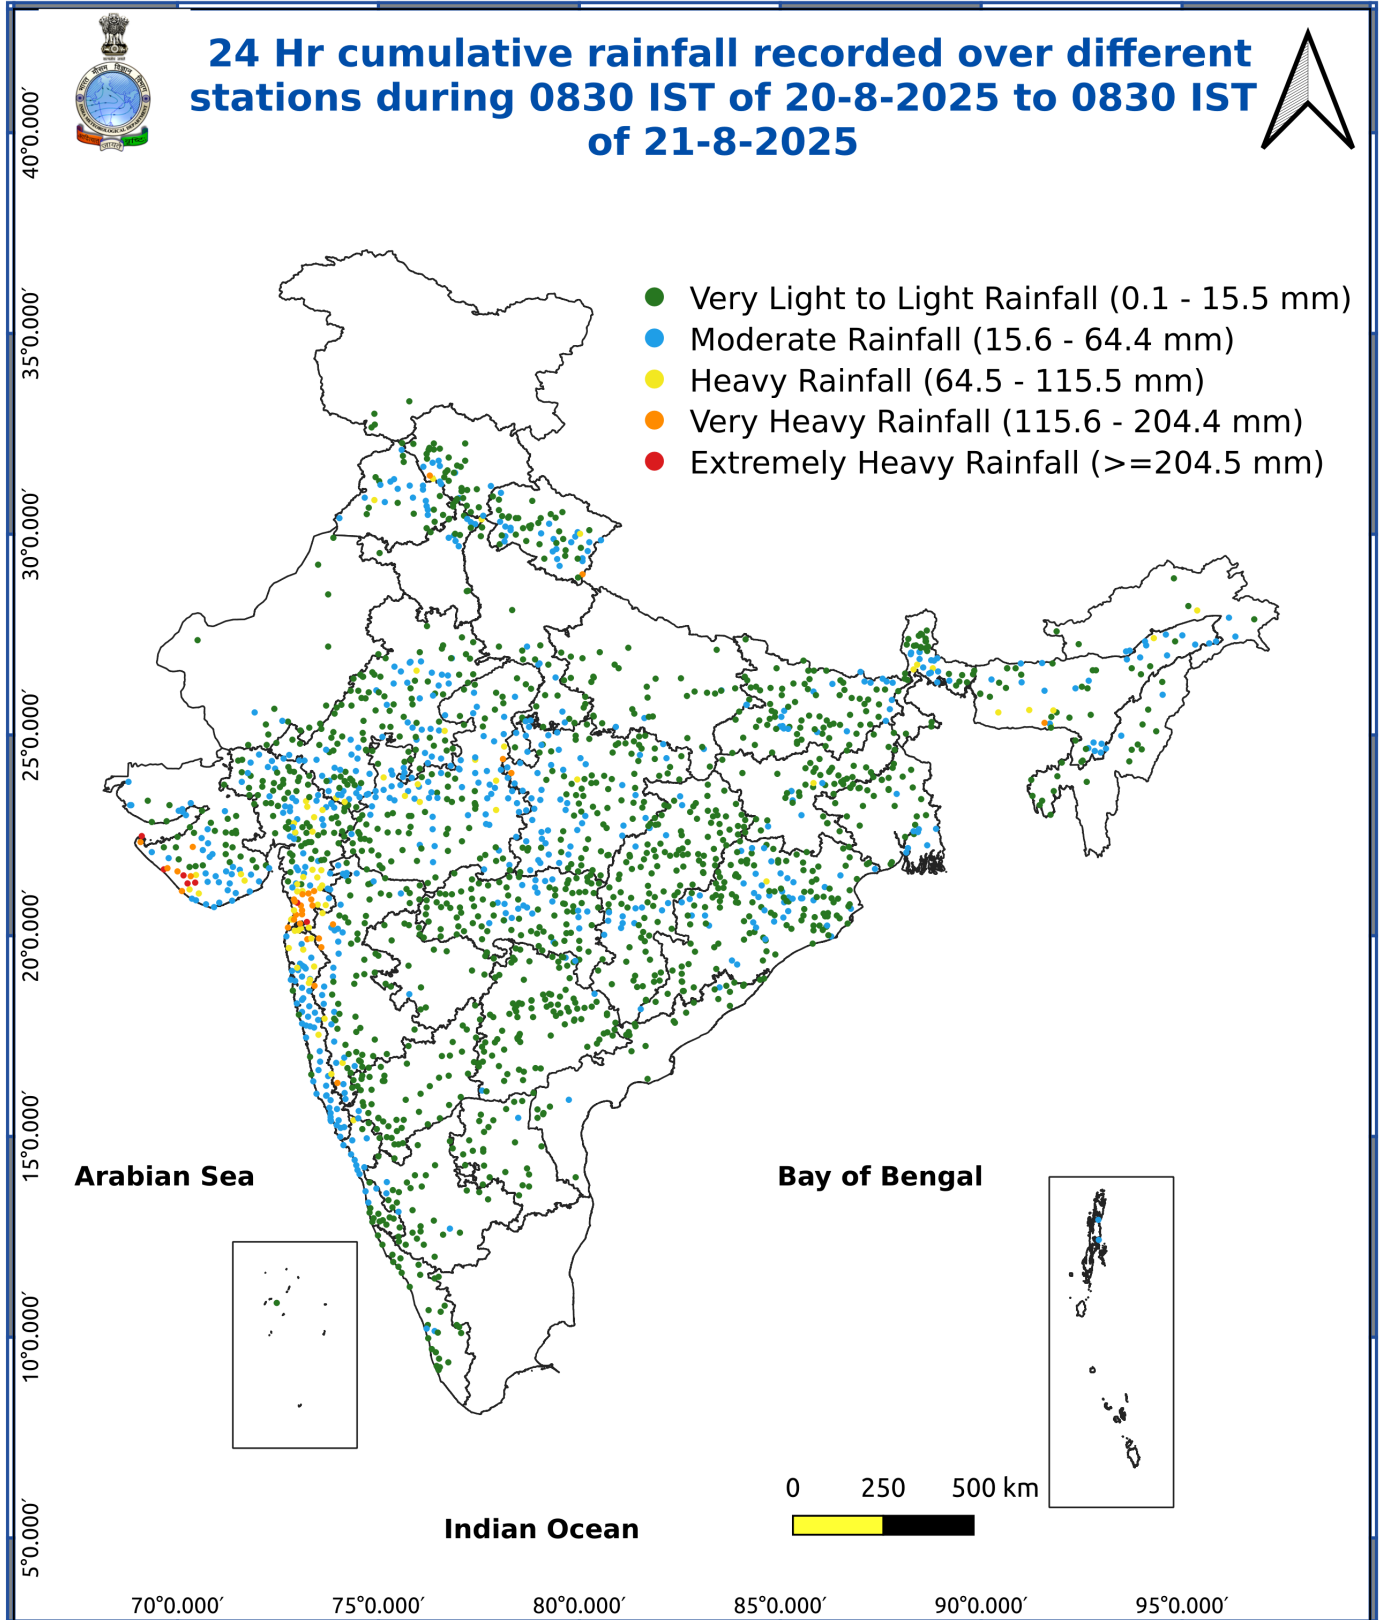 24 Hr cumulative rainfall recorded over different
stations during 0830 IST of 20-8-2025 to 0830 IST
of 21-8-2025
Very Light to Light Rainfall (0.1 - 15.5 mm)
Moderate Rainfall (15.6 - 64.4 mm)
Heavy Rainfall (64.5 - 115.5 mm)
Very Heavy Rainfall (115.6 - 204.4 mm)
Extremely Heavy Rainfall (>=204.5 mm)
40°0.000′
35°0.000′
30°0.000′
25°0.000′
20°0.000′
15°0.000′
10°0.000′
5°0.000′
Arabian Sea
Bay of Bengal
Indian Ocean
0 250 500 km
70°0.000′ 75°0.000′ 80°0.000′ 85°0.000′ 90°0.000′ 95°0.000′